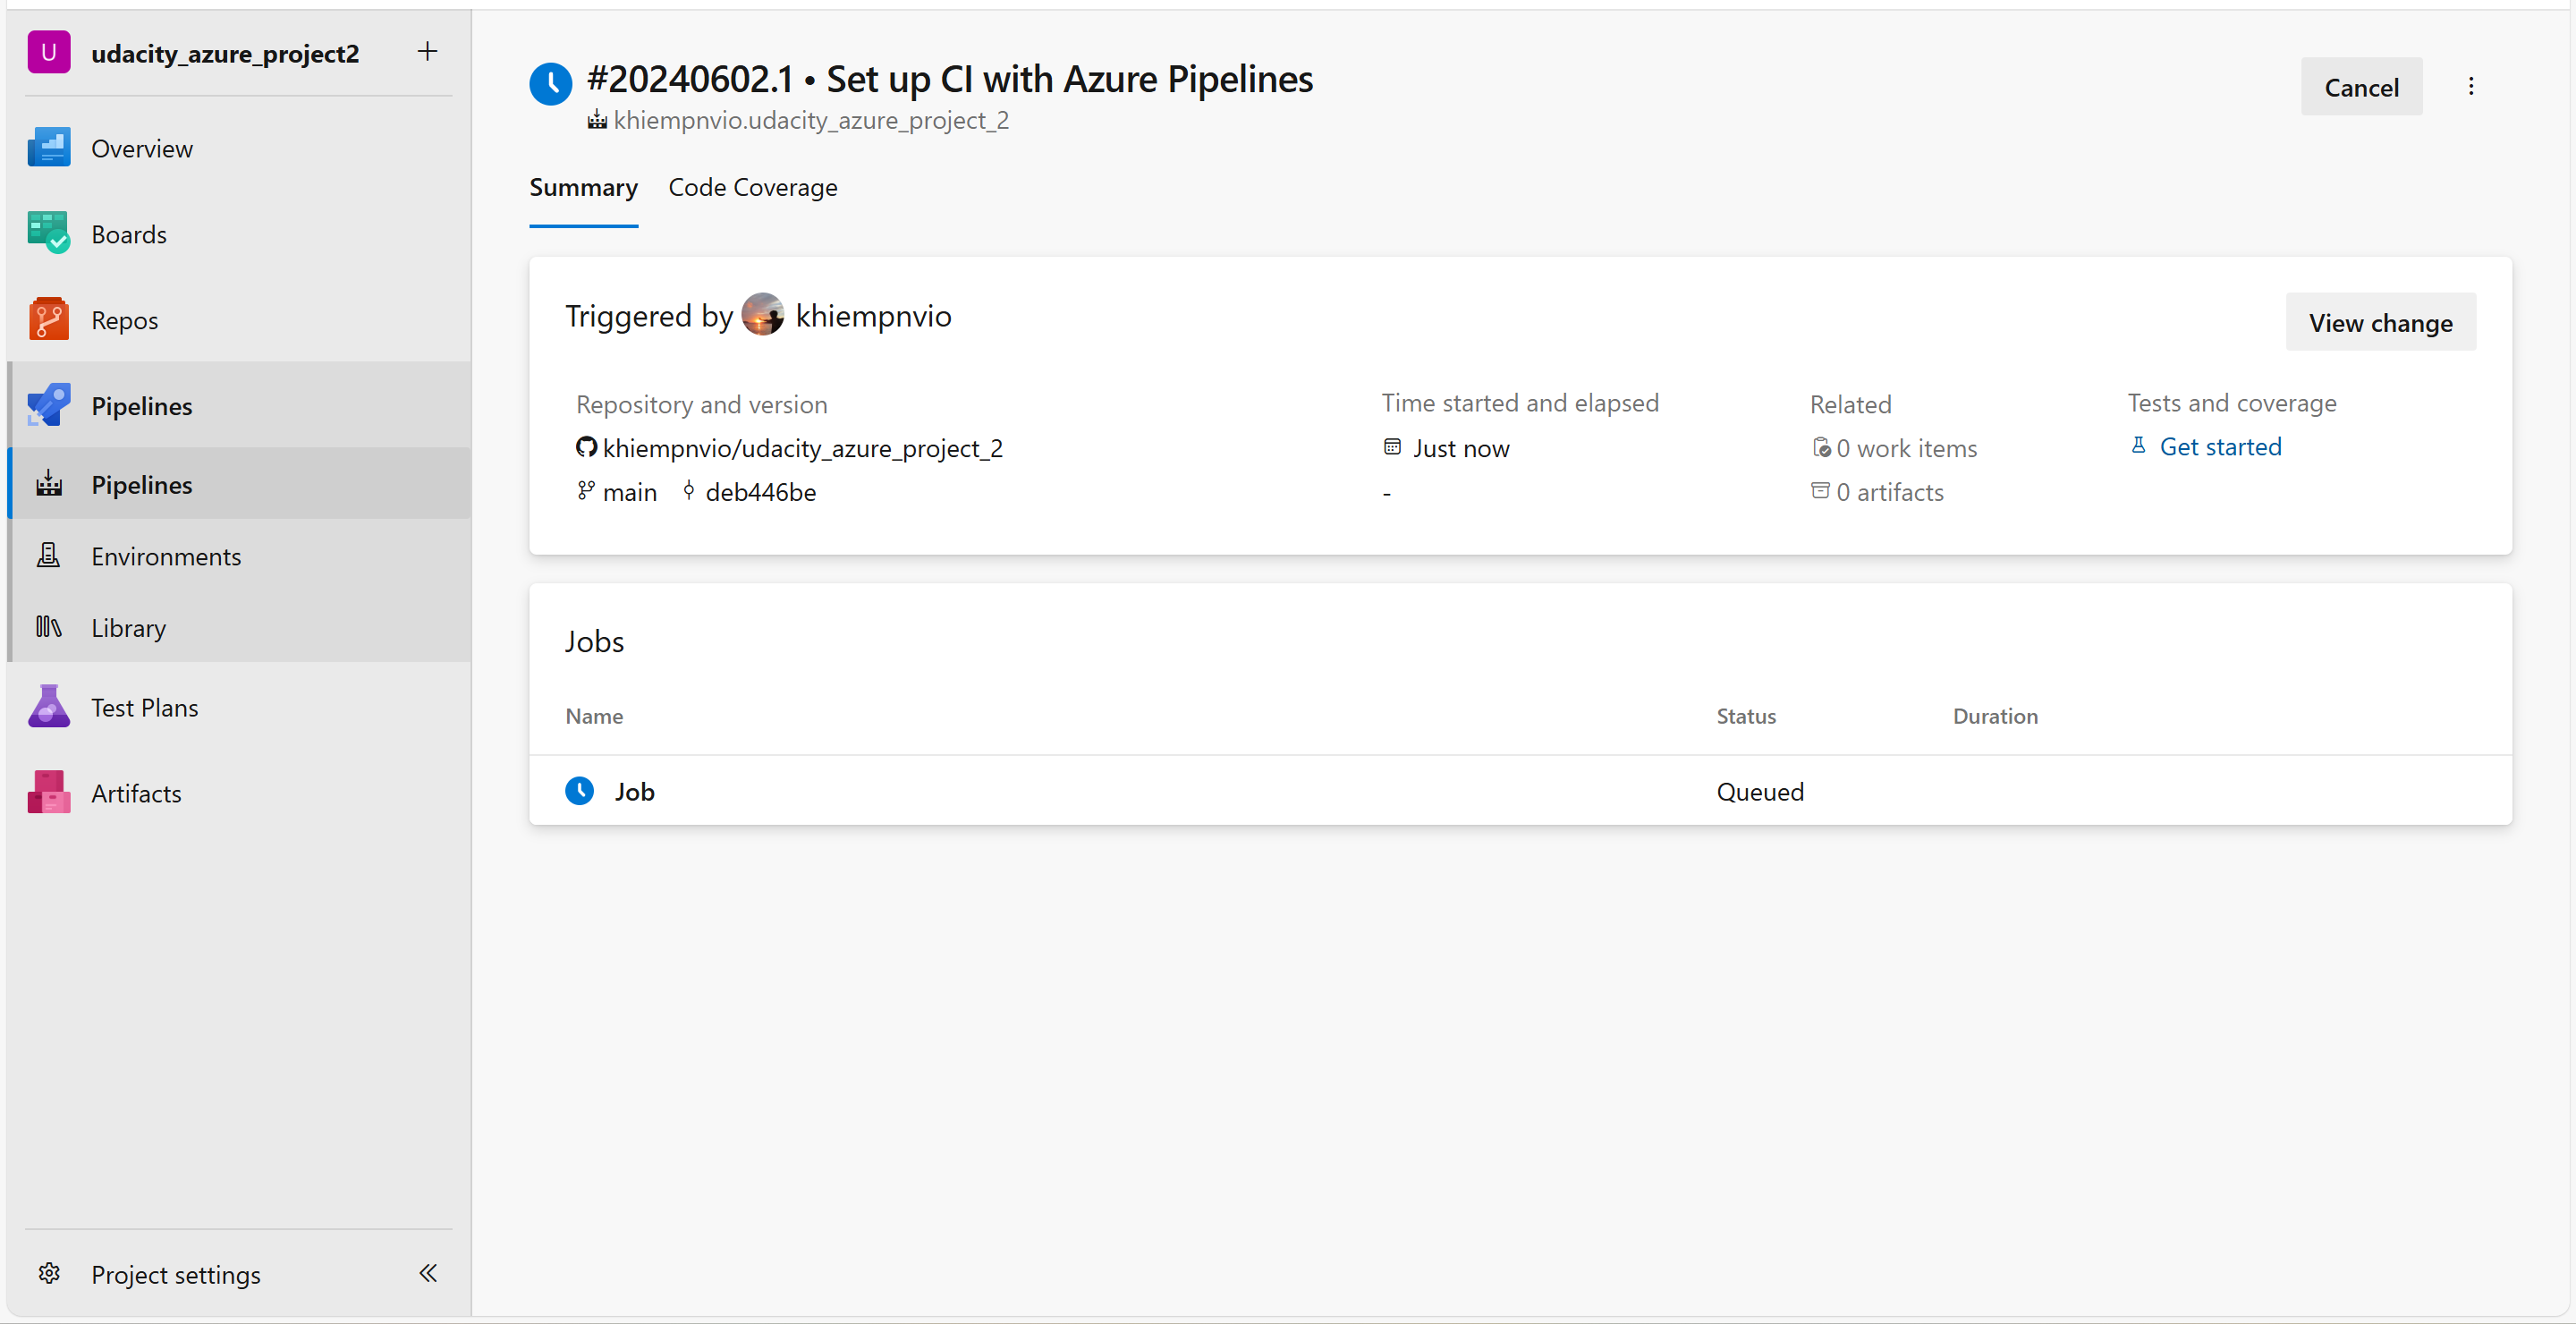 U udacity_azure_project2 +
Overview
Boards
Repos
Pipelines
Pipelines
Environments
Library
Test Plans
Artifacts
Project settings
#20240602.1 • Set up CI with Azure Pipelines
khiempnvio.udacity_azure_project_2
Cancel
Summary Code Coverage
Triggered by khiempnvio
View change
Repository and version
khiempnvio/udacity_azure_project_2
main deb446be
Time started and elapsed
Just now
-
Related
0 work items
0 artifacts
Tests and coverage
Get started
Jobs
Name Status Duration
Job Queued